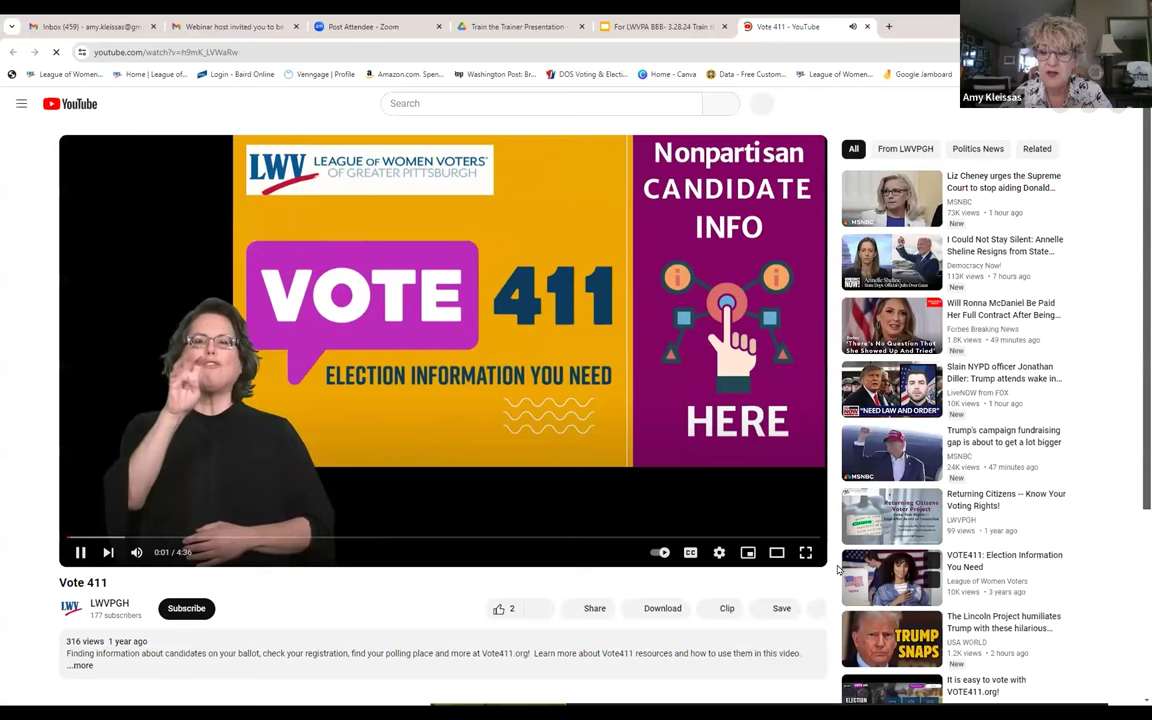 Inbox (459) - amy.kleissas@gm
Webinar host invited you to be
Post Attendee - Zoom
Train the Trainer Presentation -
For LWVPA BBB- 3.28.24 Train t
Vote 411 - YouTube
youtube.com/watch?v=h9mK_LVWaRw
League of Women...
Home | League of...
Login - Baird Online
Venngage | Profile
Amazon.com. Spen...
Washington Post: Br...
DOS Voting & Electi...
Home - Canva
Data - Free Custom...
League of Women...
Google Jamboard
Amy Kleissas
YouTube
Search
LWV LEAGUE OF WOMEN VOTERS®
OF GREATER PITTSBURGH
VOTE 411
ELECTION INFORMATION YOU NEED
Nonpartisan
CANDIDATE
INFO
HERE
0:01 / 4:36
CC
Vote 411
LWV
LWVPGH
177 subscribers
Subscribe
2
Share
Download
Clip
Save
316 views 1 year ago
Finding information about candidates on your ballot, check your registration, find your polling place and more at Vote411.org! Learn more about Vote411 resources and how to use them in this video.
...more
All
From LWVPGH
Politics News
Related
Liz Cheney urges the Supreme
Court to stop aiding Donald...
MSNBC
73K views • 1 hour ago
New
I Could Not Stay Silent: Annelle
Sheline Resigns from State...
Democracy Now!
113K views • 7 hours ago
New
Will Ronna McDaniel Be Paid
Her Full Contract After Being...
Forbes Breaking News
1.8K views • 49 minutes ago
New
Slain NYPD officer Jonathan
Diller: Trump attends wake in...
LiveNOW from FOX
10K views • 1 hour ago
New
"NEED LAW AND ORDER"
Trump's campaign fundraising
gap is about to get a lot bigger
MSNBC
24K views • 47 minutes ago
New
Returning Citizens -- Know Your
Voting Rights!
LWVPGH
99 views • 1 year ago
VOTE411: Election Information
You Need
League of Women Voters
10K views • 3 years ago
The Lincoln Project humiliates
Trump with these hilarious...
USA WORLD
1.2K views • 2 hours ago
New
TRUMP
SNAPS
It is easy to vote with
VOTE411.org!